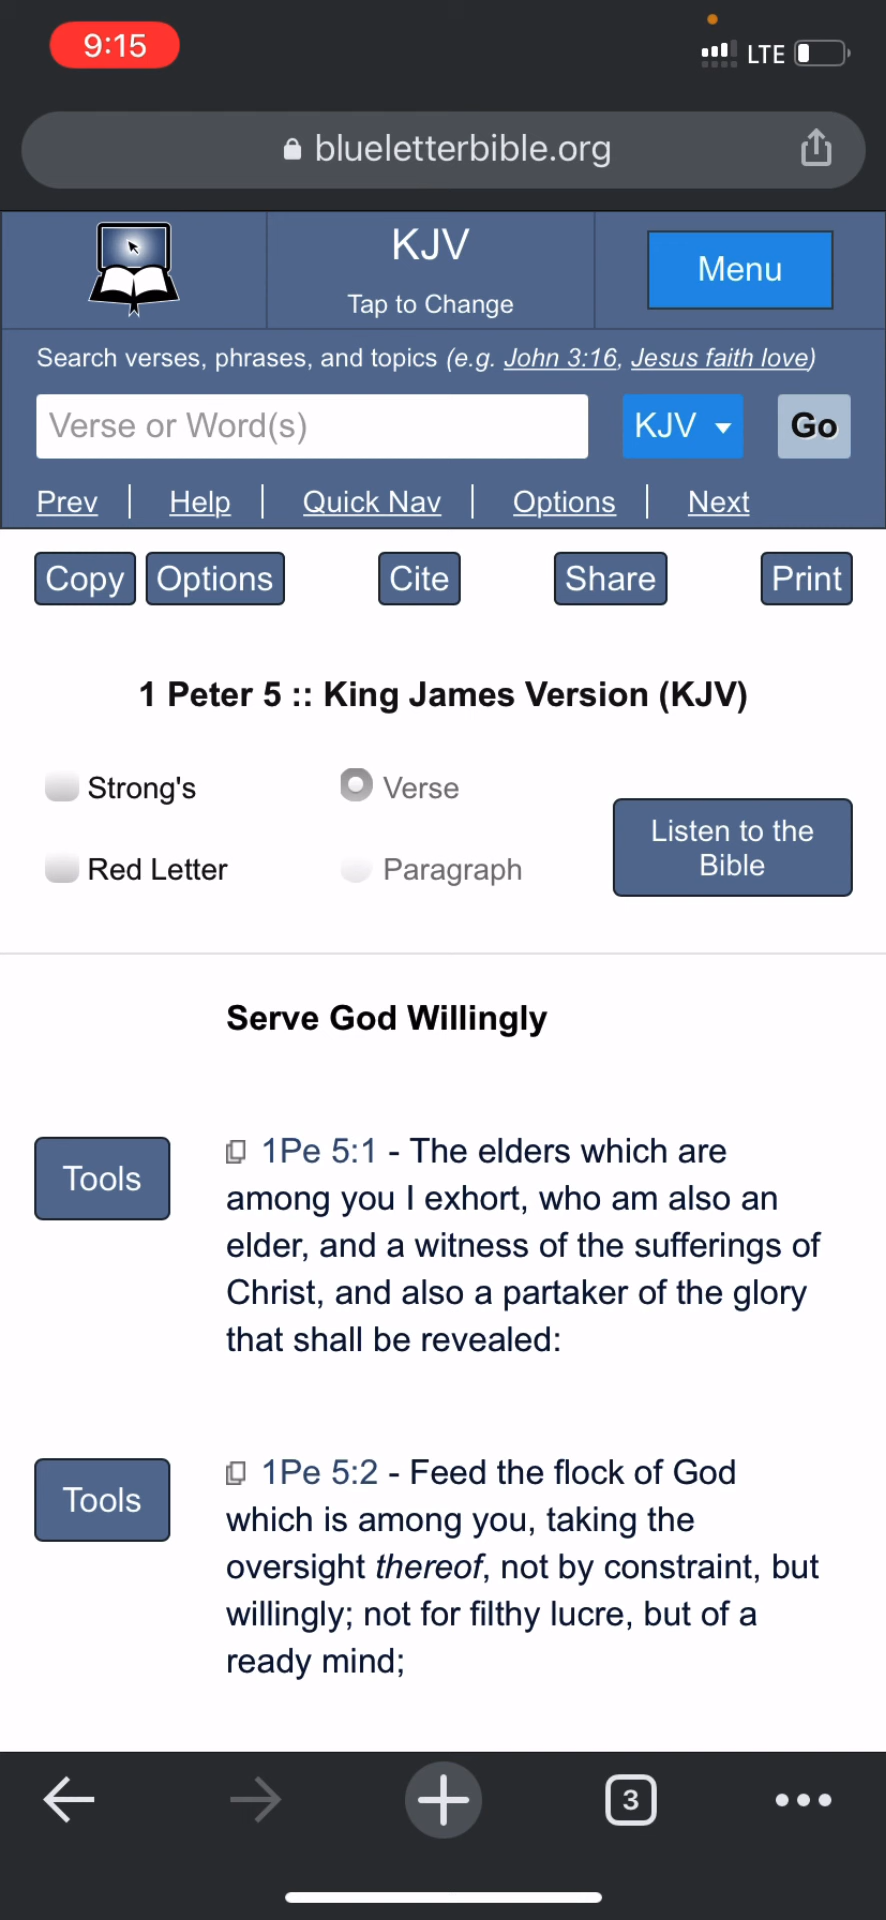 9:15
LTE
blueletterbible.org
KJV
Tap to Change
Menu
Search verses, phrases, and topics (e.g. John 3:16, Jesus faith love)
Verse or Word(s)
KJV
Go
Prev | Help | Quick Nav | Options | Next
Copy Options Cite Share Print
1 Peter 5 :: King James Version (KJV)
Strong's
Verse
Red Letter
Paragraph
Listen to the
Bible
Serve God Willingly
Tools
1Pe 5:1 - The elders which are
among you I exhort, who am also an
elder, and a witness of the sufferings of
Christ, and also a partaker of the glory
that shall be revealed:
Tools
1Pe 5:2 - Feed the flock of God
which is among you, taking the
oversight thereof, not by constraint, but
willingly; not for filthy lucre, but of a
ready mind;
3